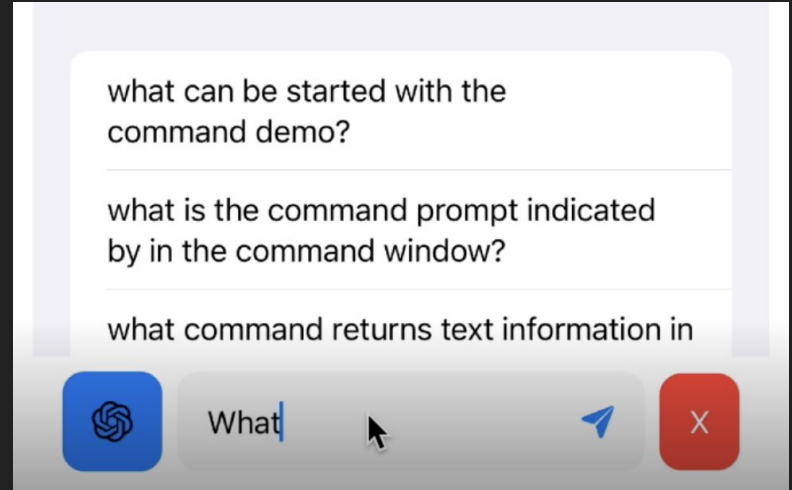 what can be started with the
command demo?
what is the command prompt indicated
by in the command window?
what command returns text information in
What
X